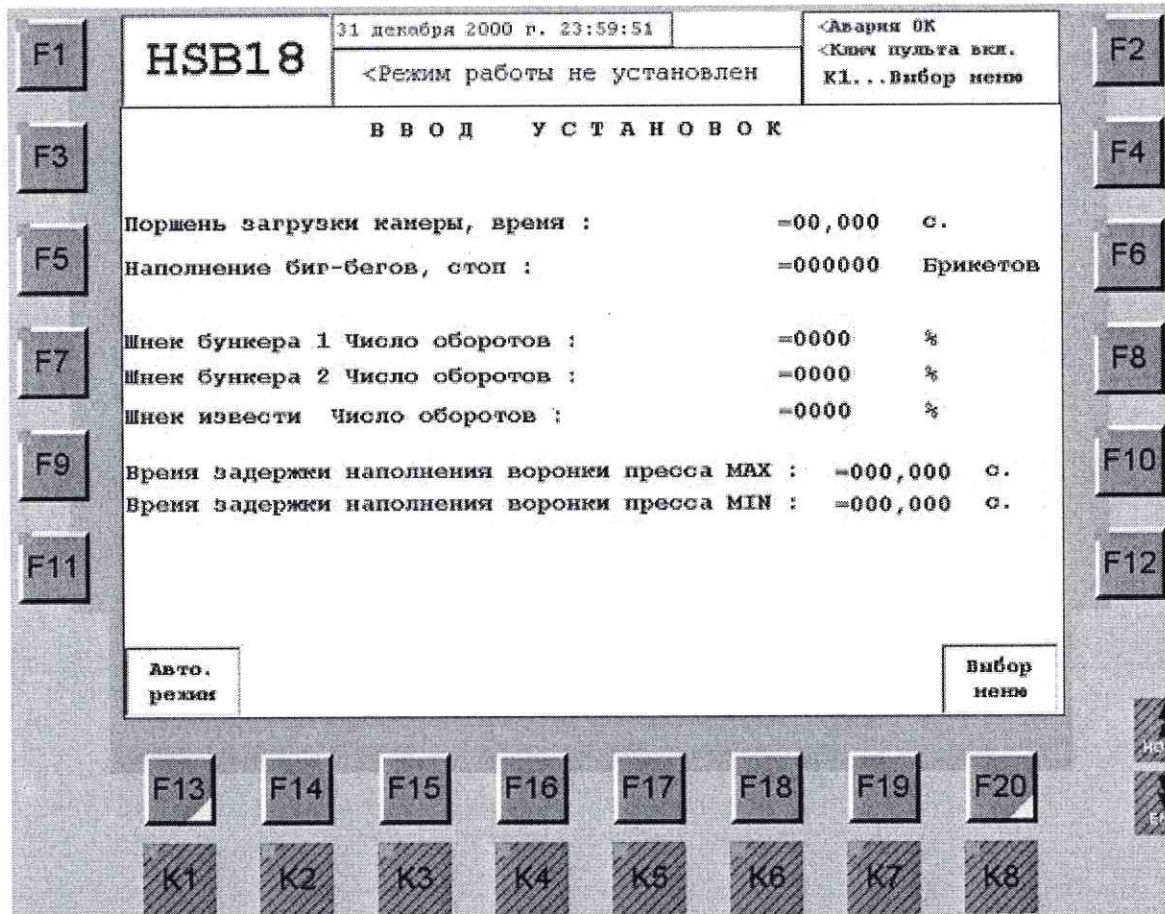 HSB18
31 декабря 2000 г. 23:59:51
<Режим работы не установлен
<Авария ОК
<Ключ пульта вкл.
К1...Выбор меню
ВВОД УСТАНОВОК
Поршень загрузки камеры, время : =00,000 с.
Наполнение биг-бегов, стоп : =000000 Брикетов
Шнек бункера 1 Число оборотов : =0000 %
Шнек бункера 2 Число оборотов : =0000 %
Шнек извести Число оборотов : =0000 %
Время задержки наполнения воронки пресса MAX : =000,000 с.
Время задержки наполнения воронки пресса MIN : =000,000 с.
Авто.
режим
Выбор
меню
F1
F2
F3
F4
F5
F6
F7
F8
F9
F10
F11
F12
F13 F14 F15 F16 F17 F18 F19 F20
K1 K2 K3 K4 K5 K6 K7 K8